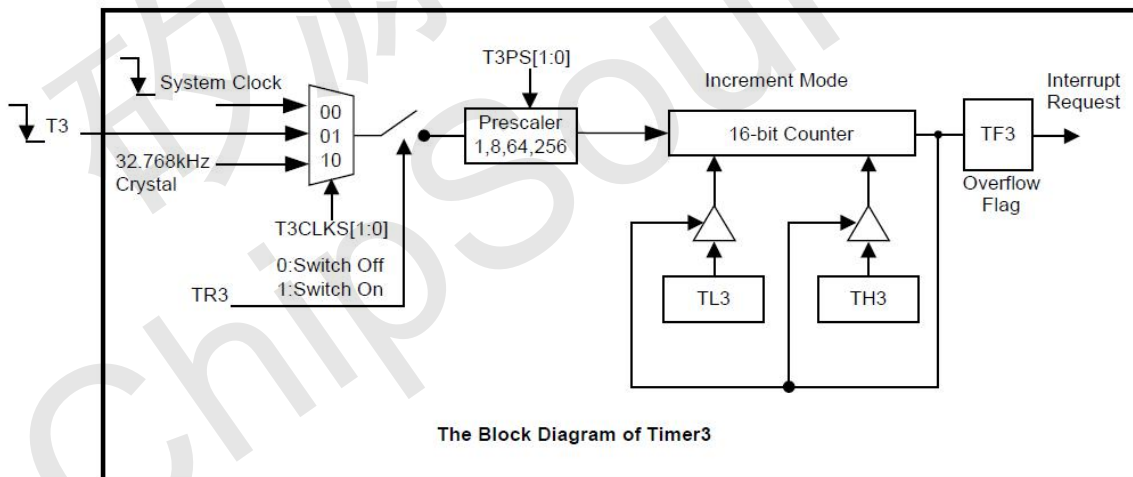 T3PS[1:0]
System Clock
Increment Mode
Interrupt
Request
T3
00
01
10
Prescaler
1,8,64,256
16-bit Counter
TF3
32.768kHz
Crystal
Overflow
Flag
T3CLKS[1:0]
0:Switch Off
1:Switch On
TR3
TL3
TH3
The Block Diagram of Timer3